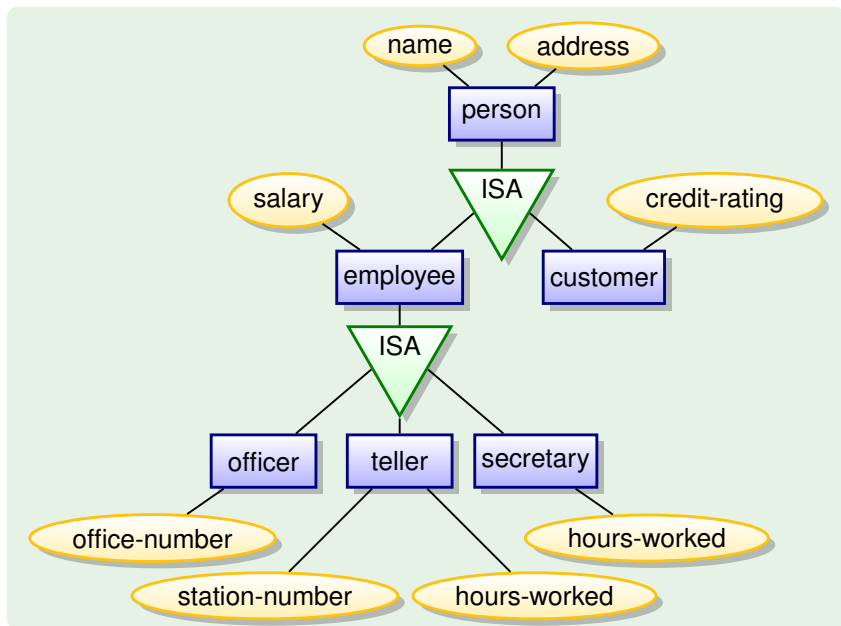 name
address
person
ISA
salary
credit-rating
employee
customer
ISA
officer
teller
secretary
office-number
hours-worked
station-number
hours-worked